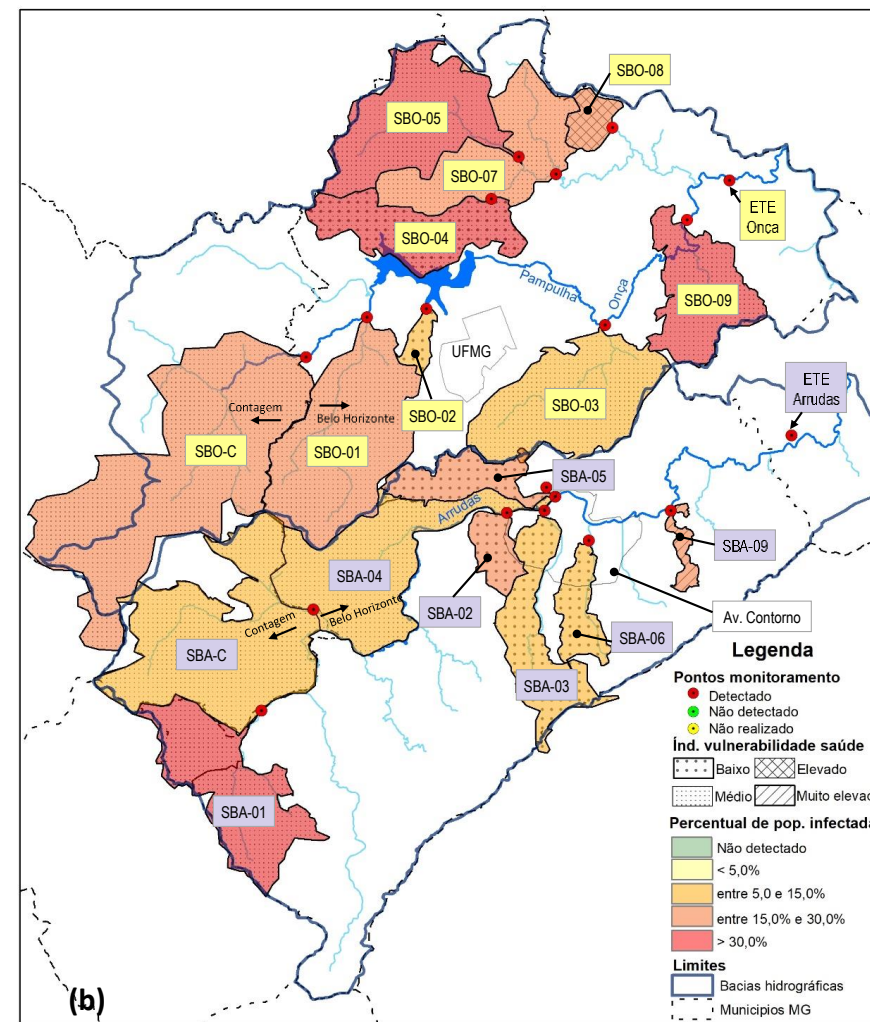 SBO-08
SBO-05
SBO-07
ETE
Onça
SBO-04
Pampulha
Onça
SBO-09
UFMG
ETE
Arrudas
Contagem
Belo Horizonte
SBO-02
SBO-03
SBO-C
SBO-01
SBA-05
Arrudas
SBA-09
SBA-04
SBA-02
Av. Contorno
Contagem
Belo Horizonte
SBA-06
SBA-C
SBA-03
SBA-01
Legenda
Pontos monitoramento
Detectado
Não detectado
Não realizado
Índ. vulnerabilidade saúde
Baixo
Elevado
Médio
Muito elevad
Percentual de pop. infectada
Não detectado
< 5,0%
entre 5,0 e 15,0%
entre 15,0% e 30,0%
> 30,0%
Limites
Bacias hidrográficas
Municipios MG
(b)